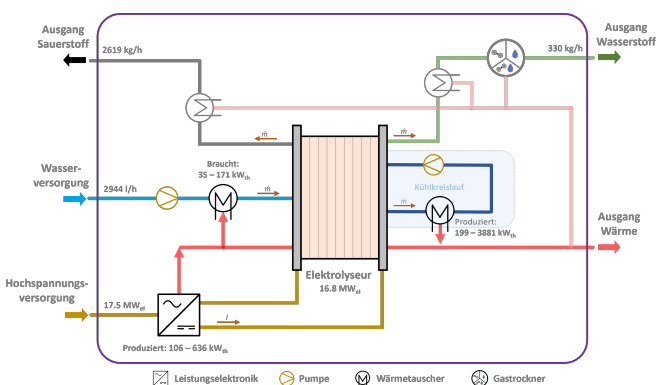 Ausgang
Sauerstoff
2619 kg/h
330 kg/h
Ausgang
Wasserstoff
ṁ
ṁ
Wasser-
versorgung
2944 l/h
Braucht:
35 – 171 kWth
ṁ
Kühlkreislauf
ṁ
Produziert:
199 – 3881 kWth
Ausgang
Wärme
Elektrolyseur
16.8 MWel
Hochspannungs-
versorgung
17.5 MWel
I
Produziert: 106 – 636 kWth
Leistungselektronik
Pumpe
Wärmetauscher
Gastrockner